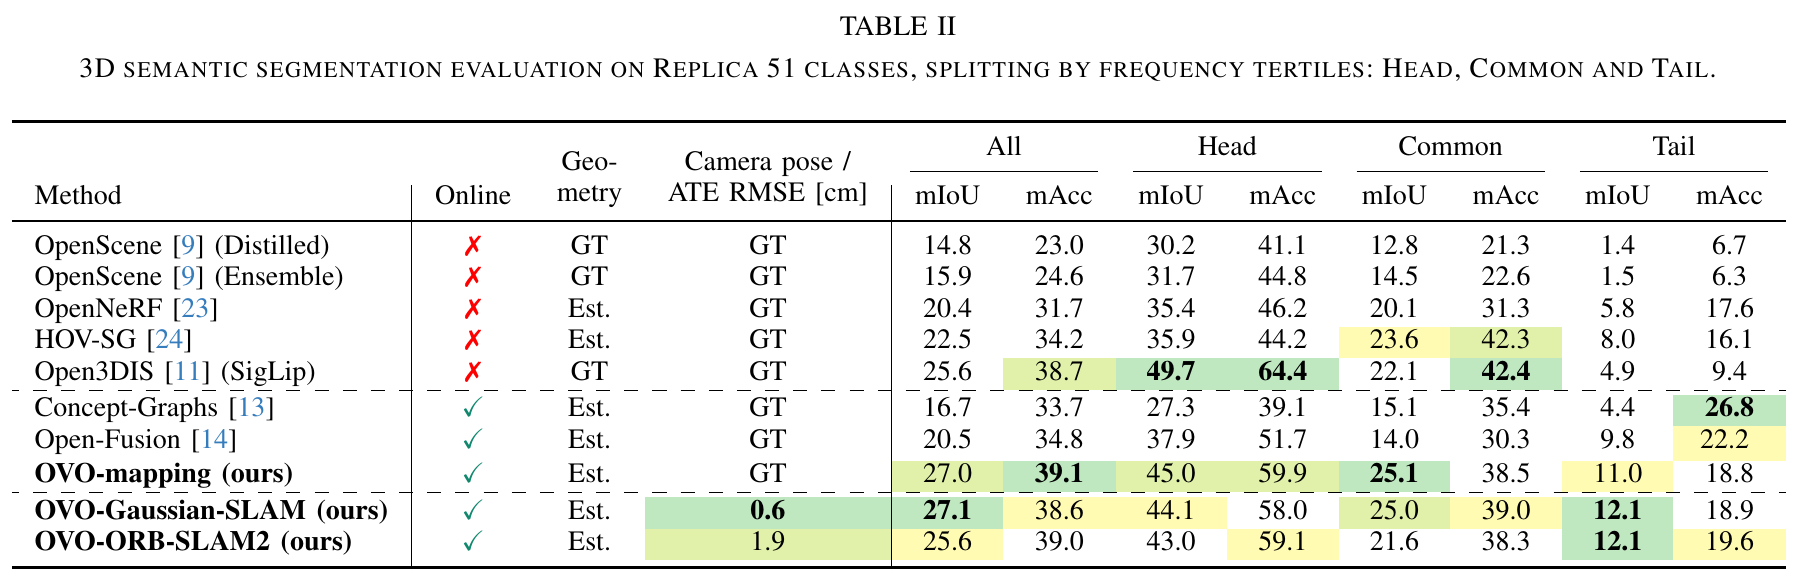 TABLE II
3D SEMANTIC SEGMENTATION EVALUATION ON REPLICA 51 CLASSES, SPLITTING BY FREQUENCY TERTILES: HEAD, COMMON AND TAIL.
Method Online Geo-metry Camera pose / ATE RMSE [cm] All Head Common Tail
mIoU mAcc mIoU mAcc mIoU mAcc mIoU mAcc
OpenScene [9] (Distilled) ✗ GT GT 14.8 23.0 30.2 41.1 12.8 21.3 1.4 6.7
OpenScene [9] (Ensemble) ✗ GT GT 15.9 24.6 31.7 44.8 14.5 22.6 1.5 6.3
OpenNeRF [23] ✗ Est. GT 20.4 31.7 35.4 46.2 20.1 31.3 5.8 17.6
HOV-SG [24] ✗ Est. GT 22.5 34.2 35.9 44.2 23.6 42.3 8.0 16.1
Open3DIS [11] (SigLip) ✗ GT GT 25.6 38.7 49.7 64.4 22.1 42.4 4.9 9.4
Concept-Graphs [13] ✓ Est. GT 16.7 33.7 27.3 39.1 15.1 35.4 4.4 26.8
Open-Fusion [14] ✓ Est. GT 20.5 34.8 37.9 51.7 14.0 30.3 9.8 22.2
OVO-mapping (ours) ✓ Est. GT 27.0 39.1 45.0 59.9 25.1 38.5 11.0 18.8
OVO-Gaussian-SLAM (ours) ✓ Est. 0.6 27.1 38.6 44.1 58.0 25.0 39.0 12.1 18.9
OVO-ORB-SLAM2 (ours) ✓ Est. 1.9 25.6 39.0 43.0 59.1 21.6 38.3 12.1 19.6